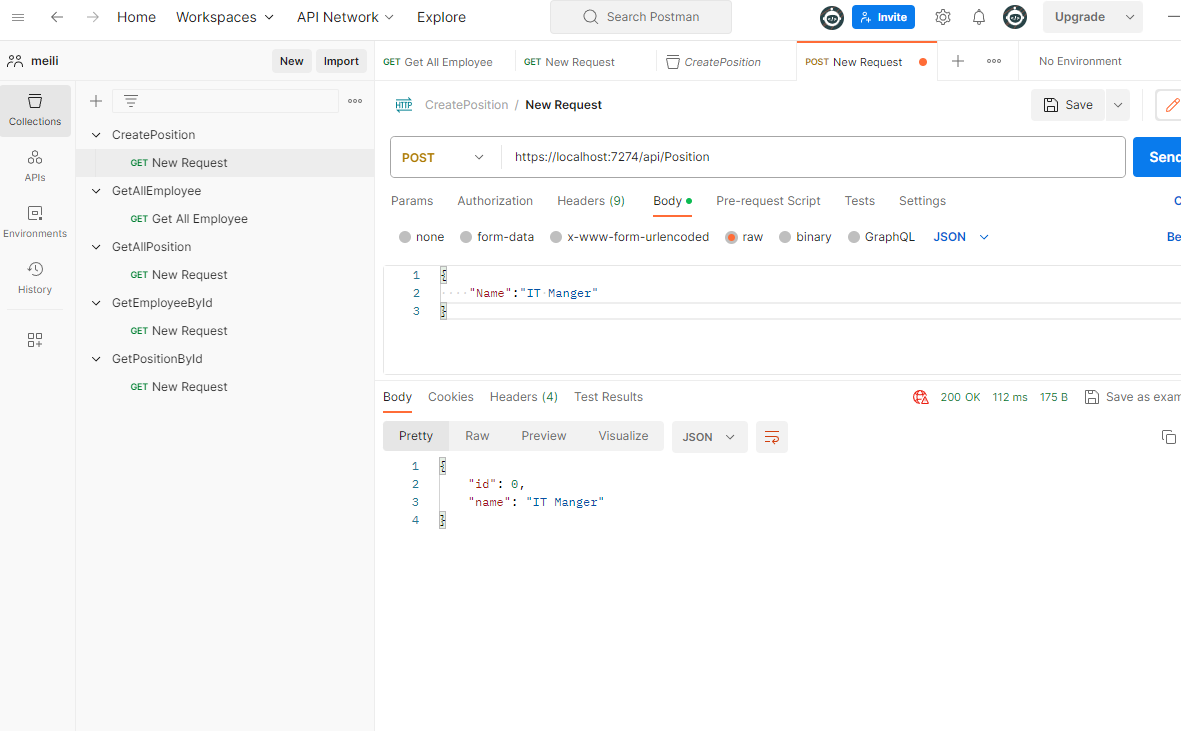 Home Workspaces API Network Explore Search Postman Invite Upgrade
meili New Import GET Get All Employee GET New Request CreatePosition POST New Request No Environment
Collections
APIs
Environments
History
CreatePosition
GET New Request
GetAllEmployee
GET Get All Employee
GetAllPosition
GET New Request
GetEmployeeById
GET New Request
GetPositionById
GET New Request
HTTP CreatePosition / New Request Save
POST https://localhost:7274/api/Position Send
Params Authorization Headers (9) Body Pre-request Script Tests Settings
none form-data x-www-form-urlencoded raw binary GraphQL JSON Be
1 {
2 ····"Name":"IT·Manger"
3 }
Body Cookies Headers (4) Test Results 200 OK 112 ms 175 B Save as exam
Pretty Raw Preview Visualize JSON
1 {
2 "id": 0,
3 "name": "IT Manger"
4 }